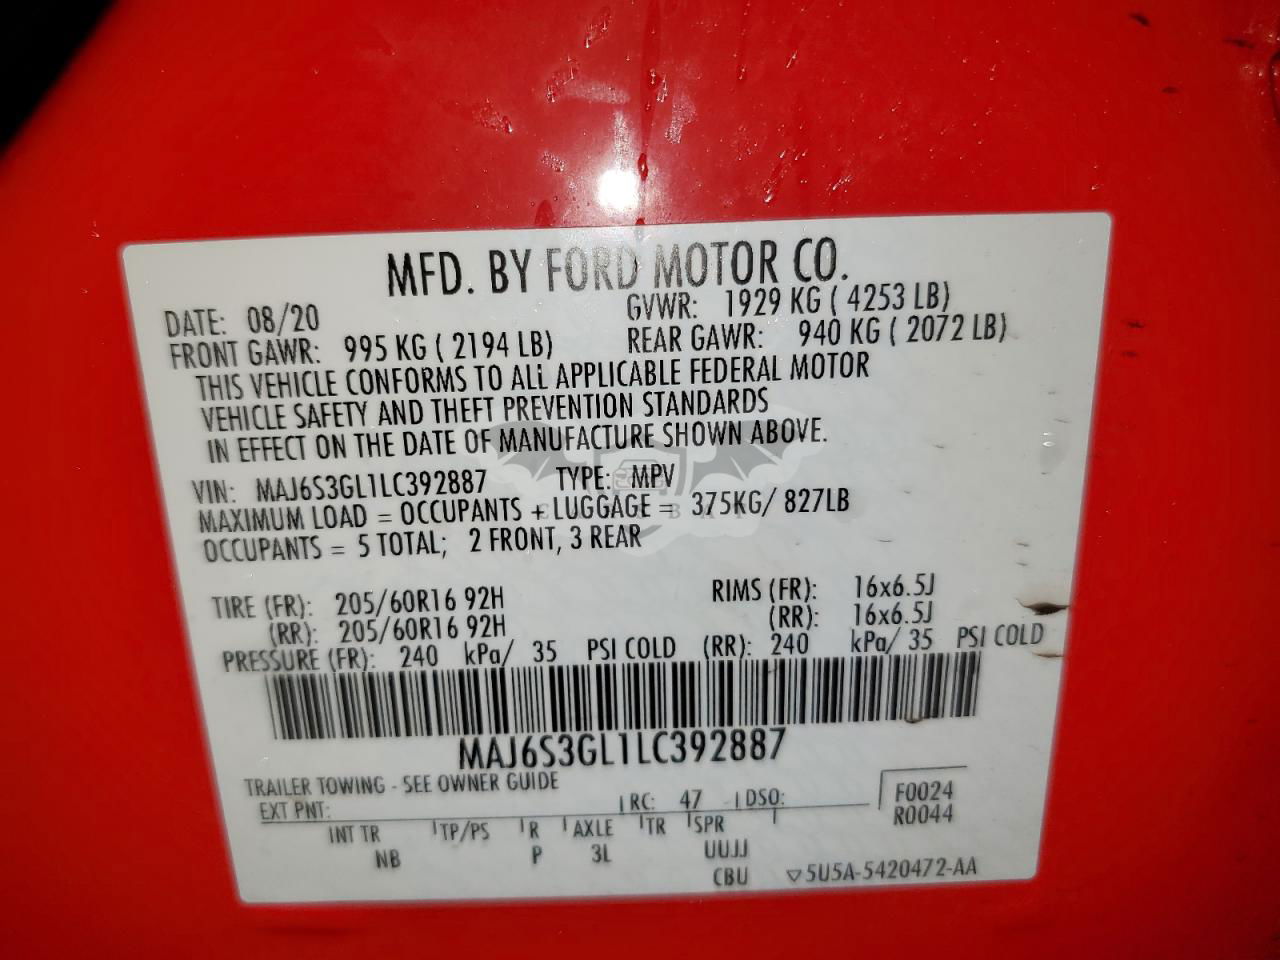 MFD. BY FORD MOTOR CO.
DATE: 08/20 GVWR: 1929 KG ( 4253 LB)
FRONT GAWR: 995 KG ( 2194 LB) REAR GAWR: 940 KG ( 2072 LB)
THIS VEHICLE CONFORMS TO ALL APPLICABLE FEDERAL MOTOR
VEHICLE SAFETY AND THEFT PREVENTION STANDARDS
IN EFFECT ON THE DATE OF MANUFACTURE SHOWN ABOVE.
VIN: MAJ6S3GL1LC392887 TYPE: MPV
MAXIMUM LOAD = OCCUPANTS + LUGGAGE = 375KG/ 827LB
OCCUPANTS = 5 TOTAL; 2 FRONT, 3 REAR
TIRE (FR): 205/60R16 92H RIMS (FR): 16x6.5J
(RR): 205/60R16 92H (RR): 16x6.5J
PRESSURE (FR): 240 kPa/ 35 PSI COLD (RR): 240 kPa/ 35 PSI COLD
MAJ6S3GL1LC392887
TRAILER TOWING - SEE OWNER GUIDE
EXT PNT: RC: 47 DSO: F0024
R0044
INT TR TP/PS R AXLE TR SPR
NB P 3L UUJJ
CBU ▽5U5A-5420472-AA